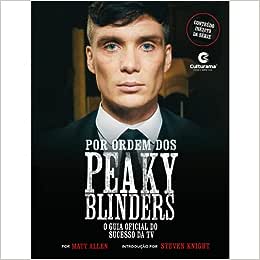 CONTEÚDO
INÉDITO
DA SÉRIE
Culturama
POR ORDEM DOS
PEAKY
BLINDERS
O GUIA OFICIAL DO
SUCESSO DA TV
POR MATT ALLEN INTRODUÇÃO POR STEVEN KNIGHT